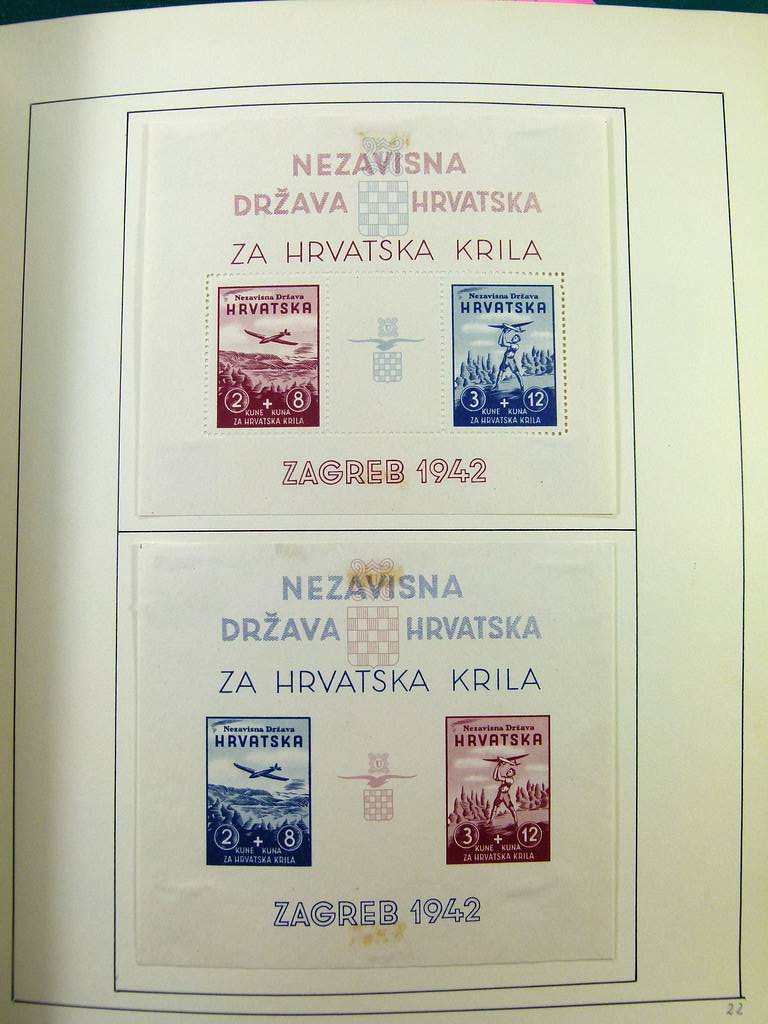 NEZAVISNA
DRŽAVA HRVATSKA
ZA HRVATSKA KRILA
Nezavisna Država
HRVATSKA
2 + 8
KUNE KUNA
ZA HRVATSKA KRILA
Nezavisna Država
HRVATSKA
3 + 12
KUNE KUNA
ZA HRVATSKA KRILA
U
ZAGREB 1942
NEZAVISNA
DRŽAVA HRVATSKA
ZA HRVATSKA KRILA
Nezavisna Država
HRVATSKA
2 + 8
KUNE KUNA
ZA HRVATSKA KRILA
U
Nezavisna Država
HRVATSKA
3 + 12
KUNE KUNA
ZA HRVATSKA KRILA
ZAGREB 1942
22